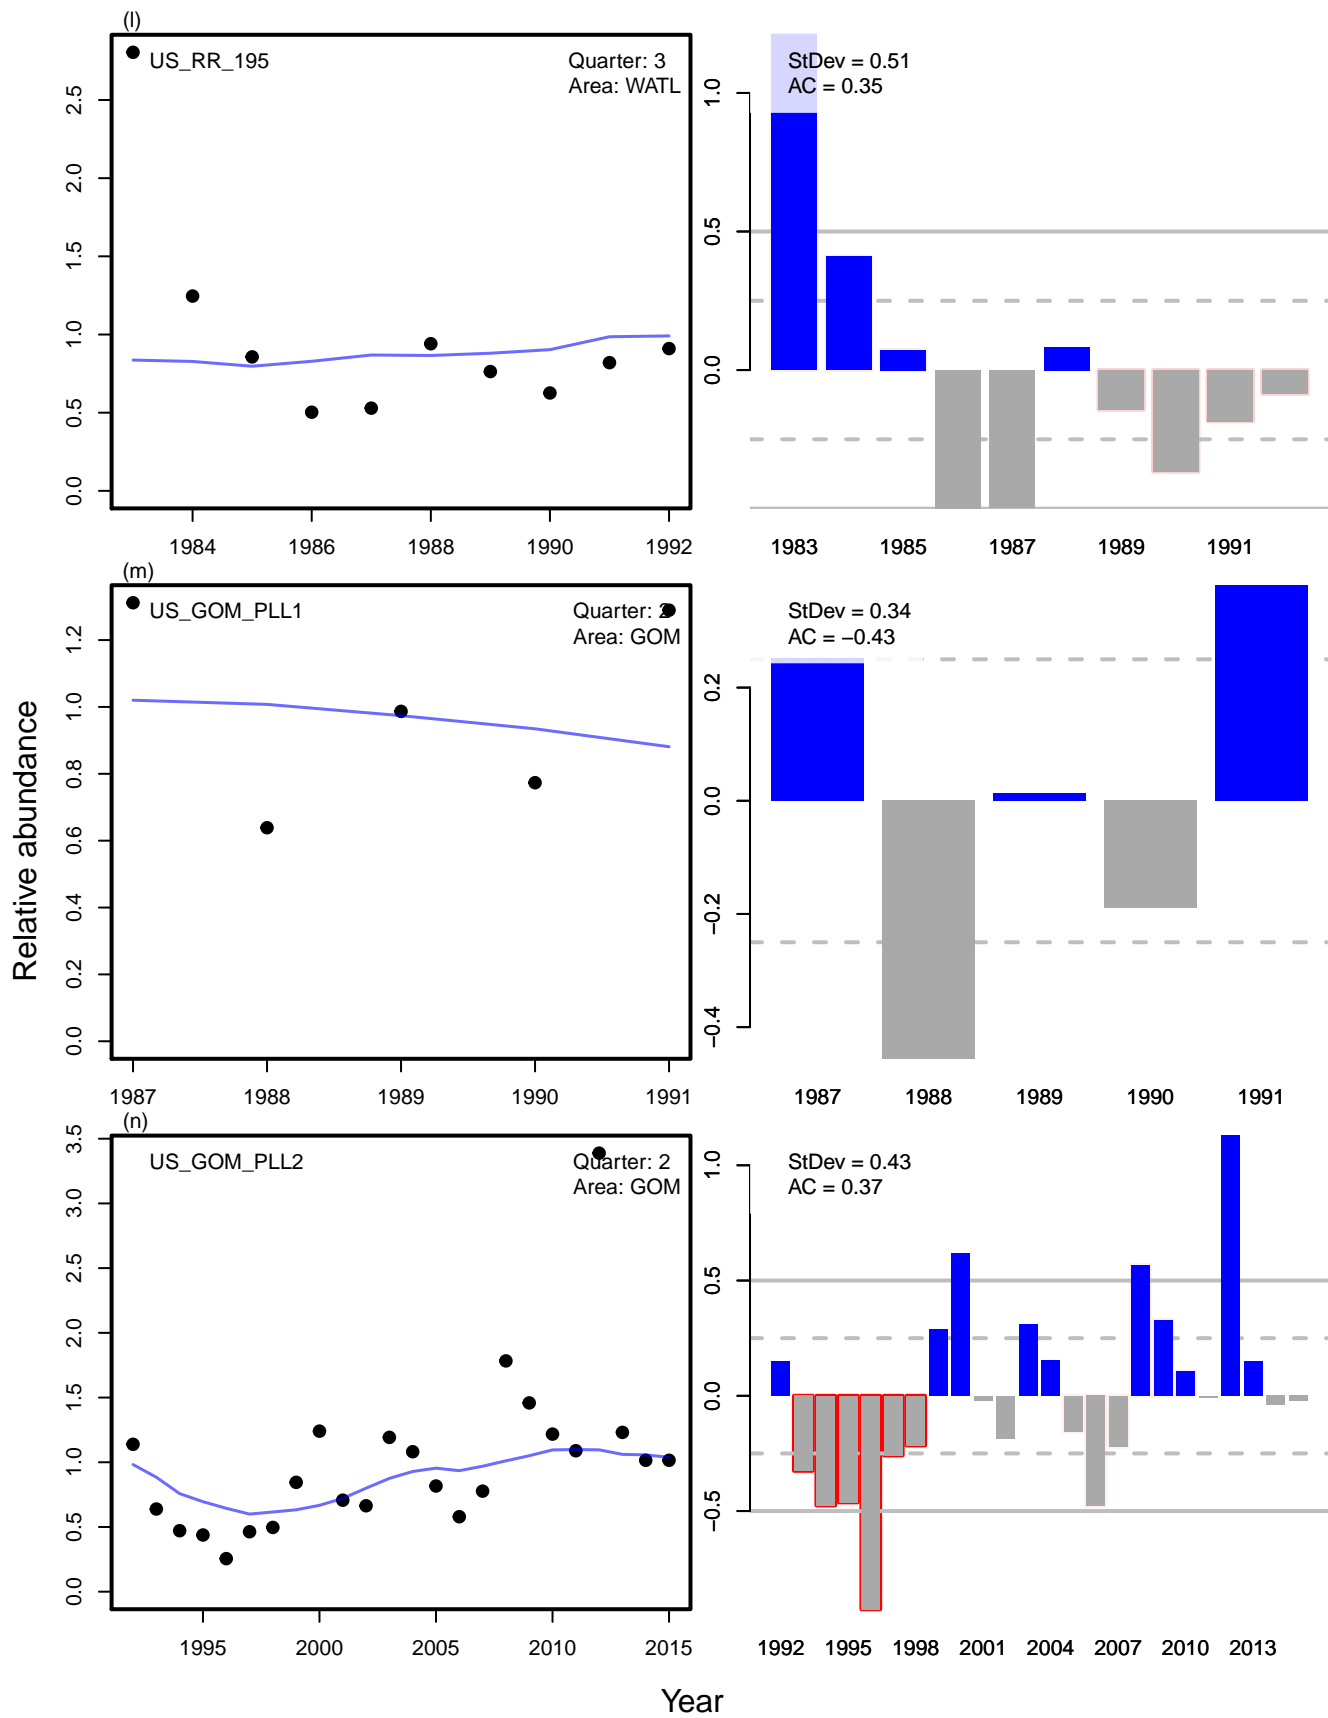 (l)
US_RR_195
Quarter: 3
Area: WATL
0.0 0.5 1.0 1.5 2.0 2.5
1984 1986 1988 1990 1992
StDev = 0.51
AC = 0.35
0.0 0.5 1.0
1983 1985 1987 1989 1991
(m)
US_GOM_PLL1
Quarter: 2
Area: GOM
0.0 0.2 0.4 0.6 0.8 1.0 1.2
1987 1988 1989 1990 1991
StDev = 0.34
AC = −0.43
−0.4 −0.2 0.0 0.2
1987 1988 1989 1990 1991
(n)
US_GOM_PLL2
Quarter: 2
Area: GOM
0.0 0.5 1.0 1.5 2.0 2.5 3.0 3.5
1995 2000 2005 2010 2015
StDev = 0.43
AC = 0.37
−0.5 0.0 0.5 1.0
1992 1995 1998 2001 2004 2007 2010 2013
Relative abundance
Year